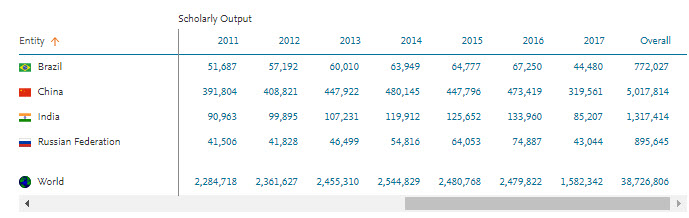 Scholarly Output
Entity 2011 2012 2013 2014 2015 2016 2017 Overall
Brazil 51,687 57,192 60,010 63,949 64,777 67,250 44,480 772,027
China 391,804 408,821 447,922 480,145 447,796 473,419 319,561 5,017,814
India 90,963 99,895 107,231 119,912 125,652 133,960 85,207 1,317,414
Russian Federation 41,506 41,828 46,499 54,816 64,053 74,887 43,044 895,645
World 2,284,718 2,361,627 2,455,310 2,544,829 2,480,768 2,479,822 1,582,342 38,726,806